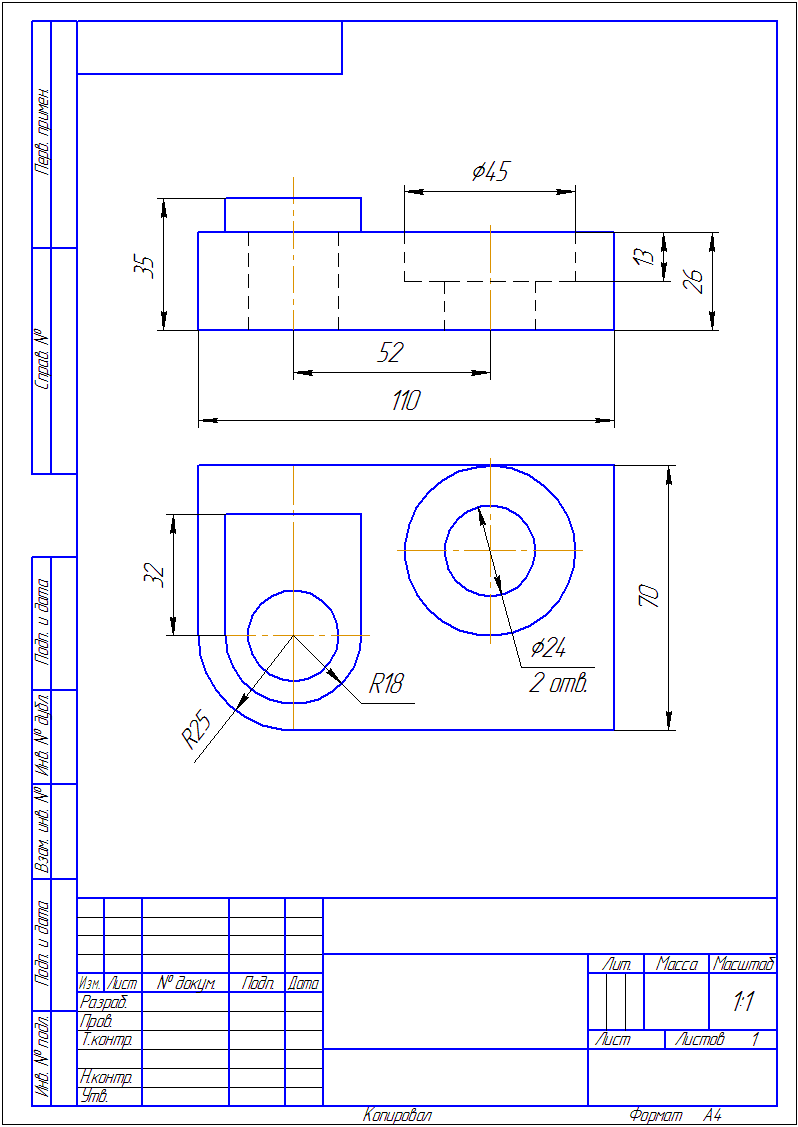 Перв. примен.
Справ. №
Подп. и дата
Инв. № дубл.
Взам. инв. №
Подп. и дата
Инв. № подл.
⌀45
35
13
26
52
110
32
70
⌀24
2 отв.
R18
R25
Лит. Масса Масштаб
Изм. Лист № докум. Подп. Дата
Разраб. 1:1
Пров.
Т.контр. Лист Листов 1
Н.контр.
Утв.
Копировал Формат А4